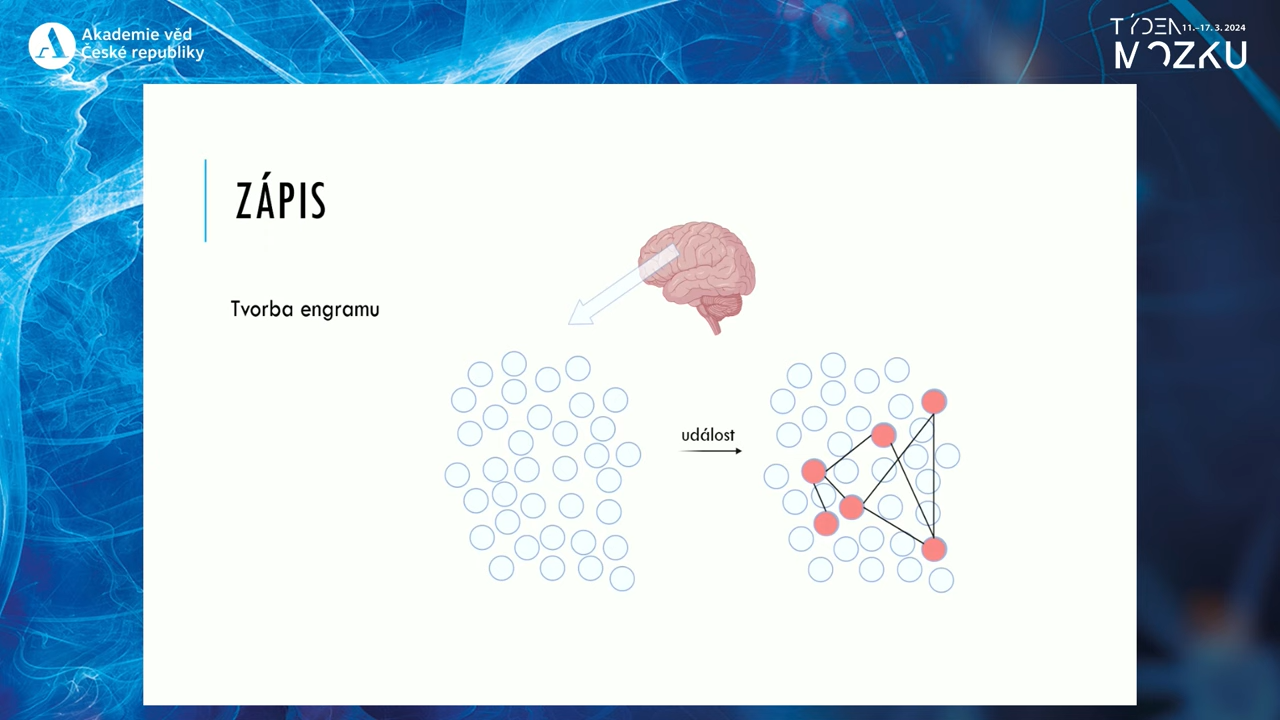 Akademie věd
České republiky
TÝDEN 11.–17. 3. 2024
MOZKU
ZÁPIS
Tvorba engramu
událost